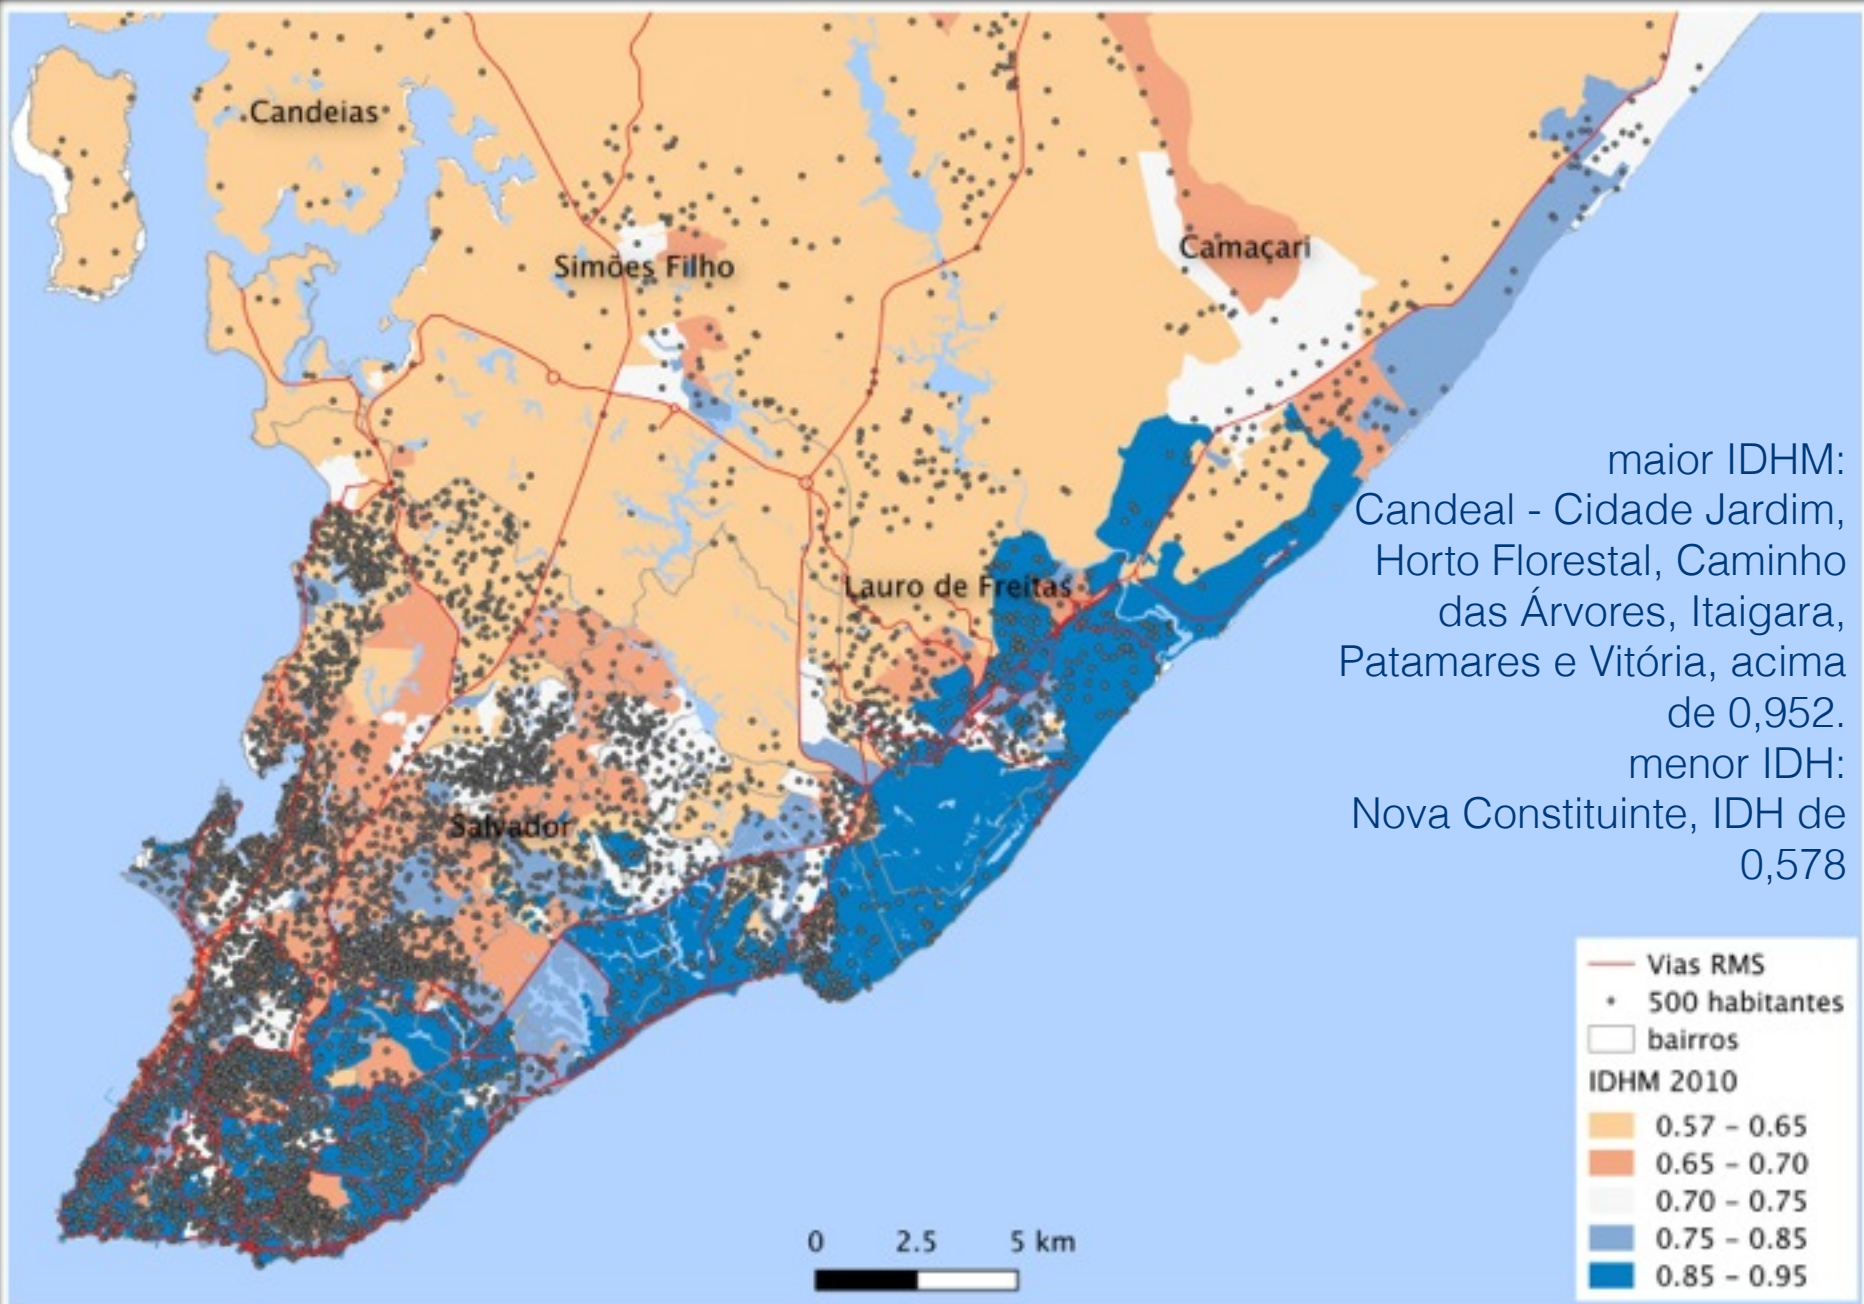 Candeias
Simões Filho
Camaçari
maior IDHM:
Candeal - Cidade Jardim,
Horto Florestal, Caminho
das Árvores, Itaigara,
Patamares e Vitória, acima
de 0,952.
menor IDH:
Nova Constituinte, IDH de
0,578
Lauro de Freitas
Salvador
Vias RMS
500 habitantes
bairros
IDHM 2010
0.57 – 0.65
0.65 – 0.70
0.70 – 0.75
0.75 – 0.85
0.85 – 0.95
0 2.5 5 km